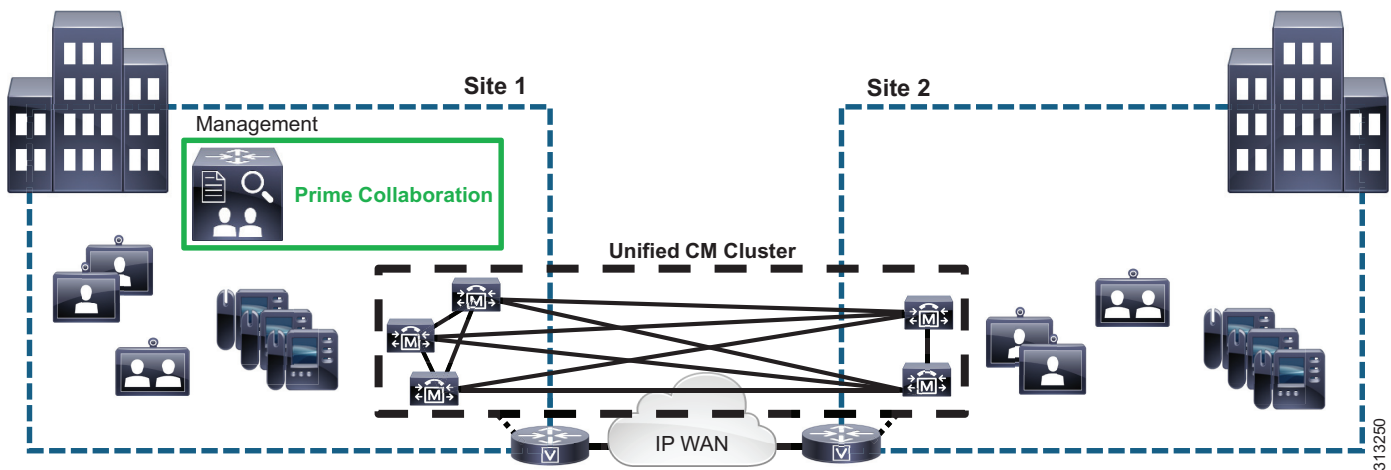 Site 1
Site 2
Management
Prime Collaboration
Unified CM Cluster
M
M
M
M
M
IP WAN
V
V
313250